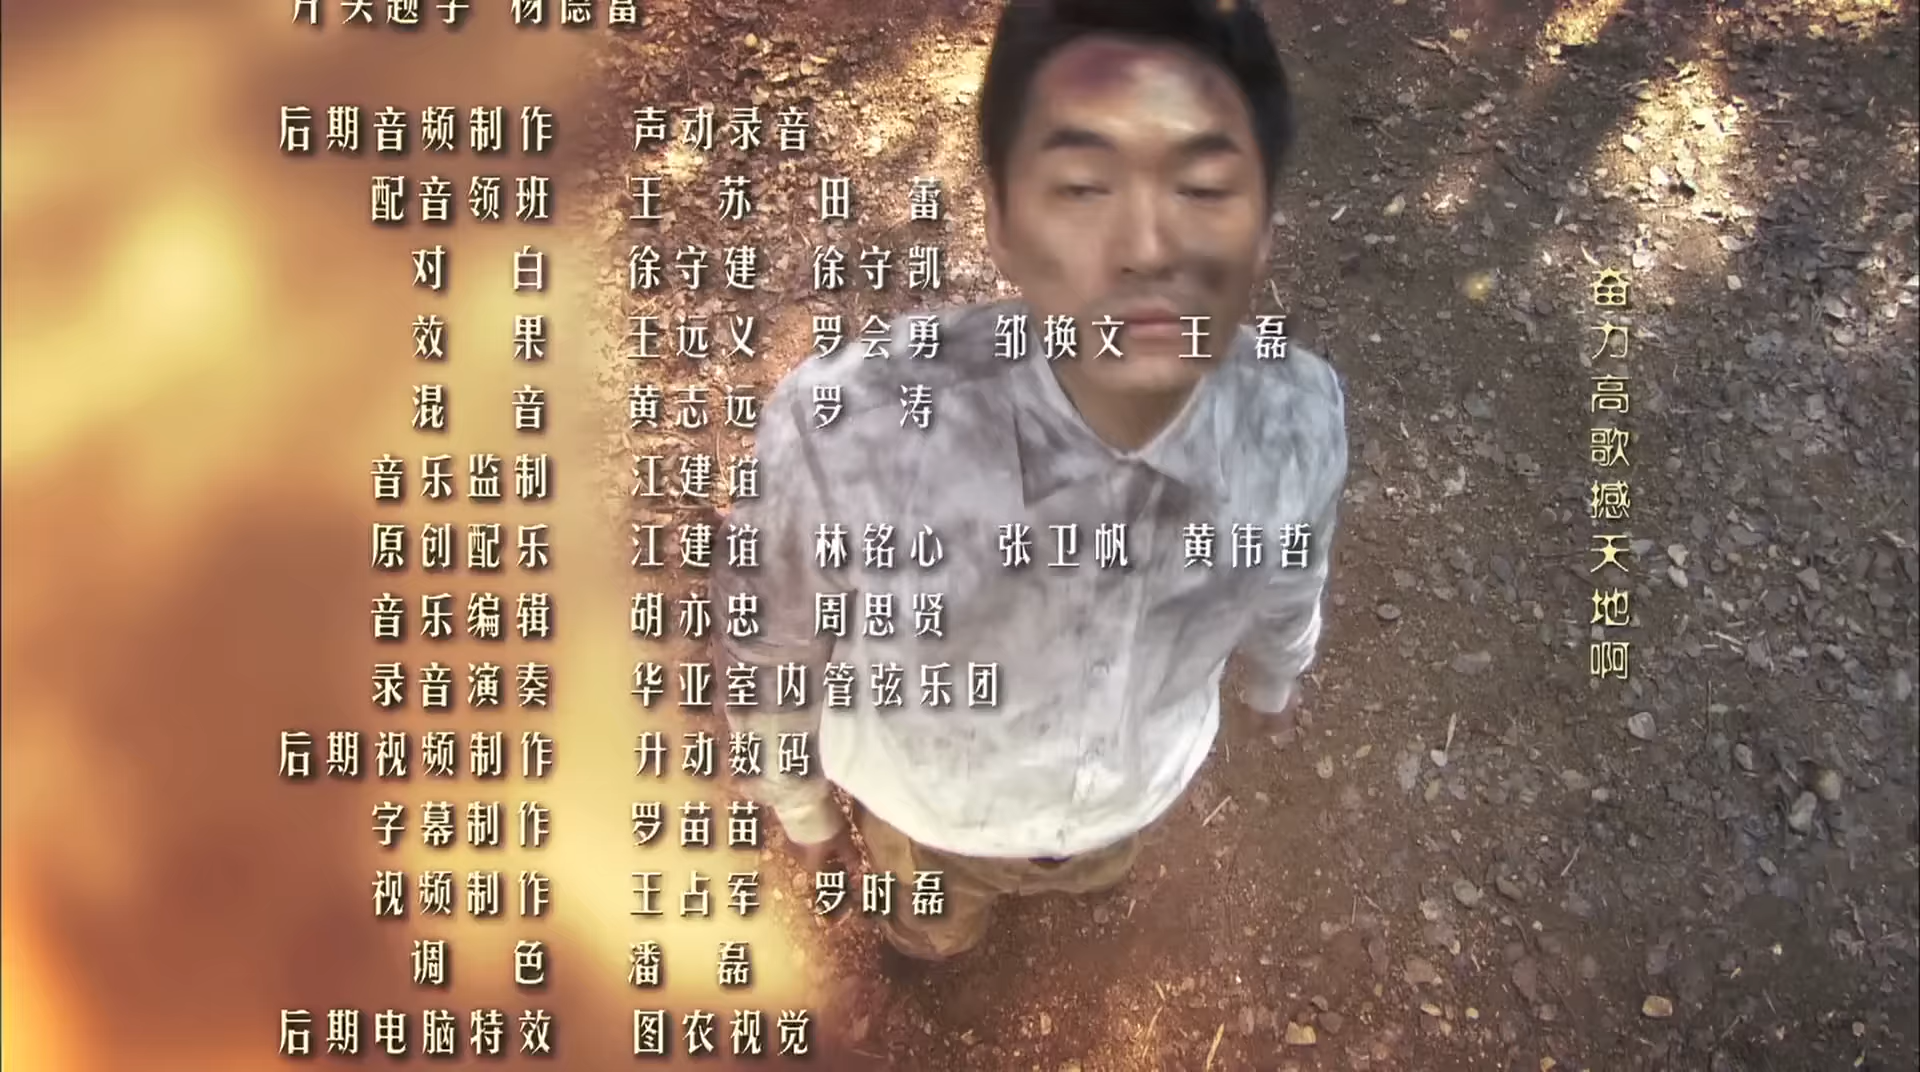 片头题字 杨德富
后期音频制作 声动录音
配音领班 王苏 田蕾
对白 徐守建 徐守凯
效果 王远义 罗会勇 邹换文 王磊
混音 黄志远 罗涛
音乐监制 江建谊
原创配乐 江建谊 林铭心 张卫帆 黄伟哲
音乐编辑 胡亦忠 周思贤
录音演奏 华亚室内管弦乐团
后期视频制作 升动数码
字幕制作 罗苗苗
视频制作 王占军 罗时磊
调色 潘磊
后期电脑特效 图农视觉
奋力高歌撼天地啊